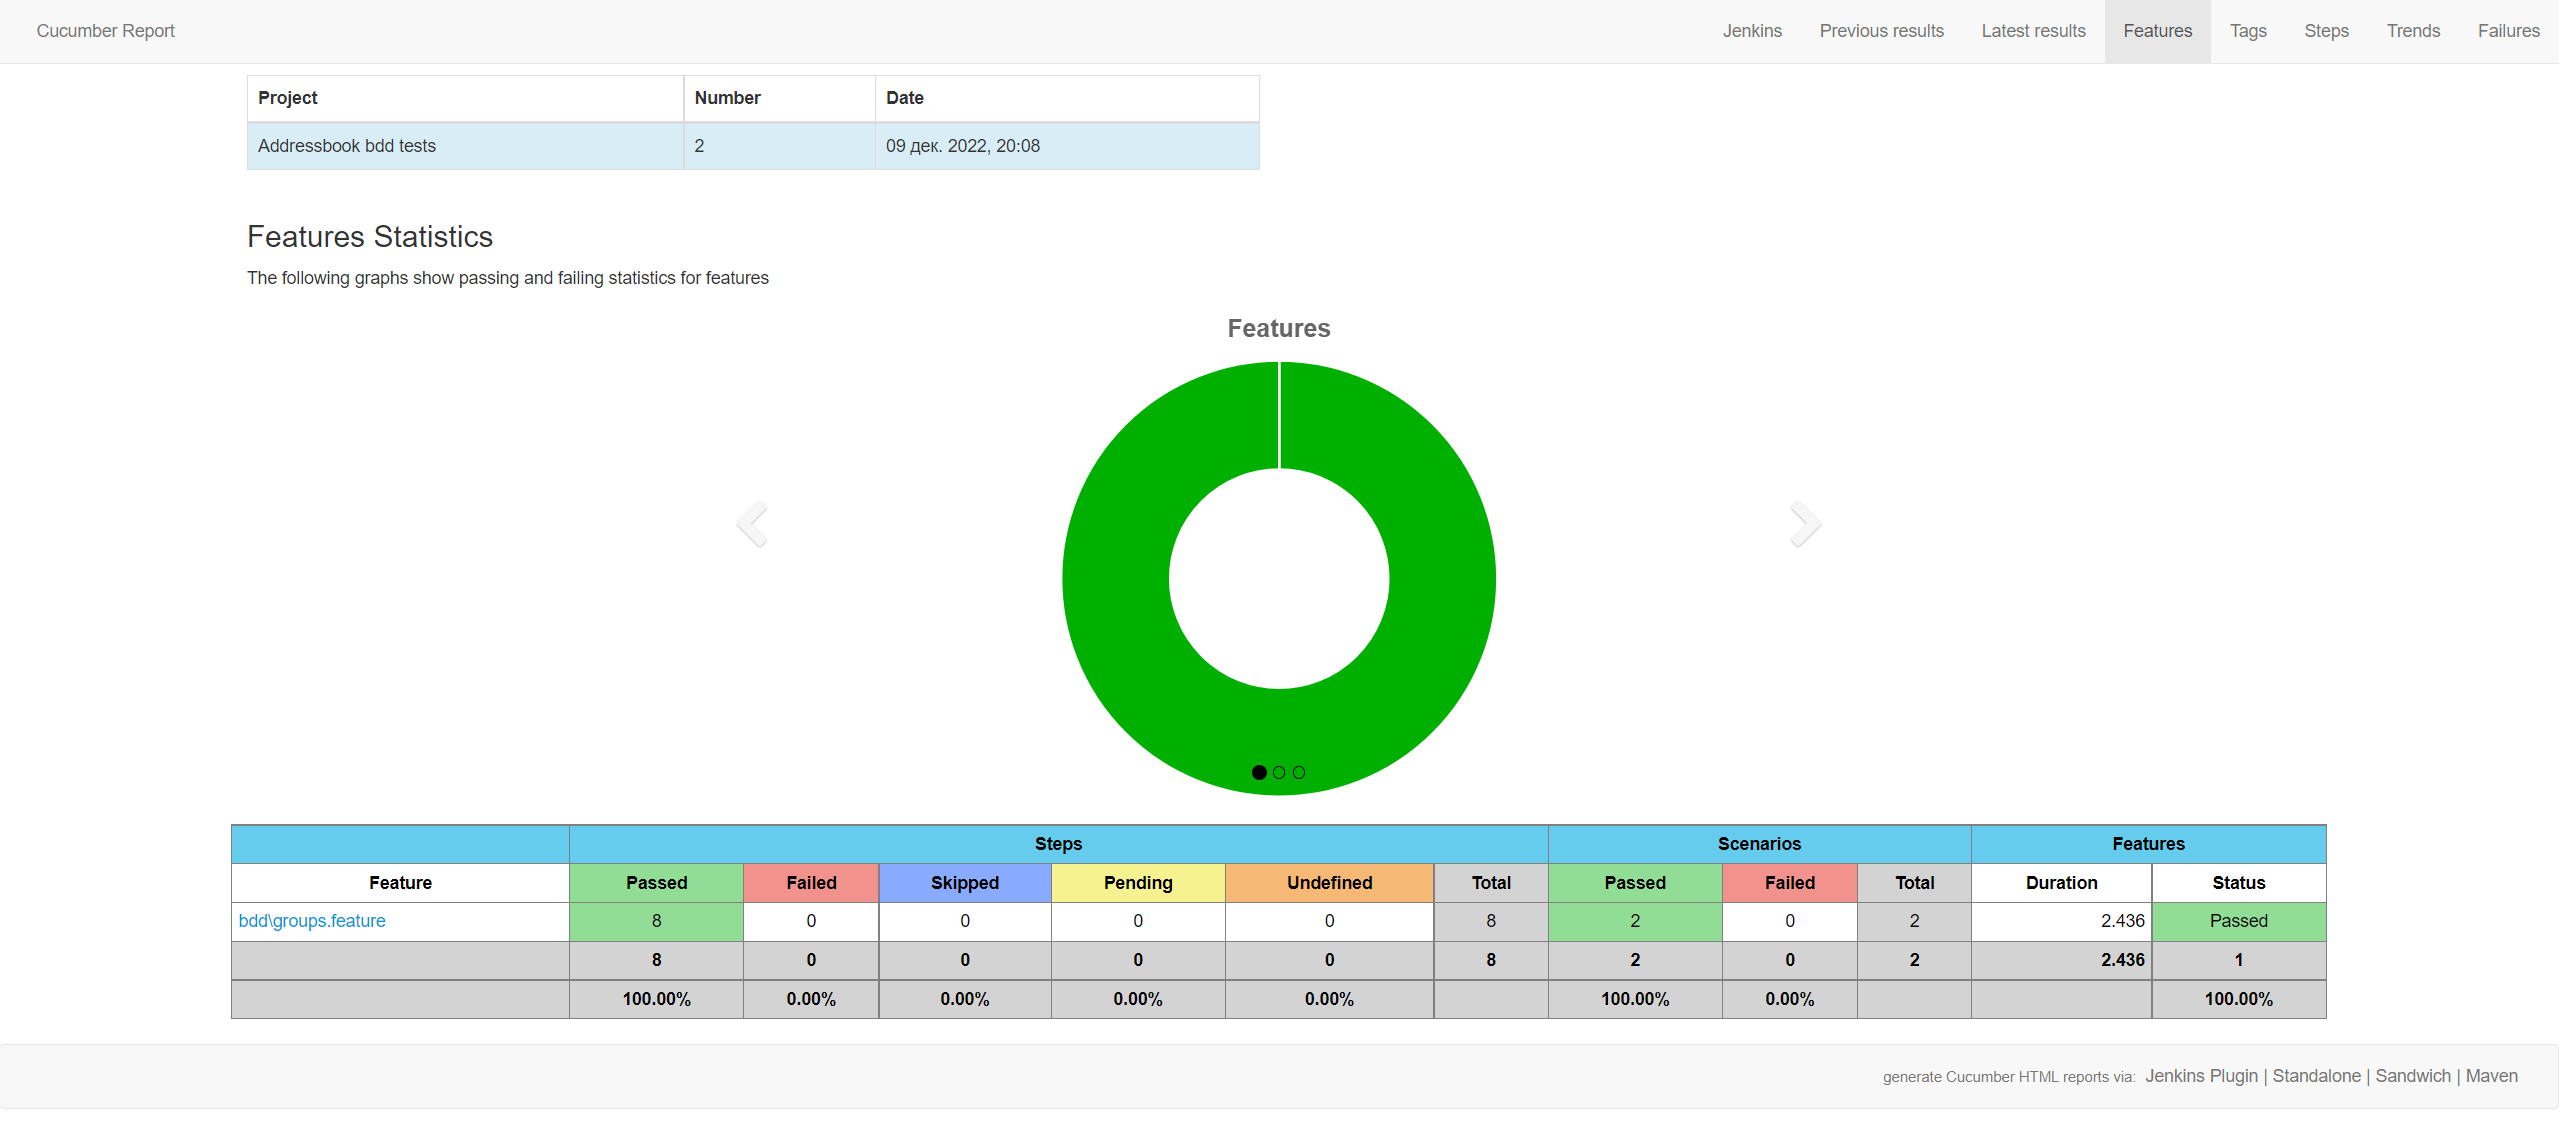 Cucumber Report Jenkins Previous results Latest results Features Tags Steps Trends Failures
Project Number Date
Addressbook bdd tests 2 09 дек. 2022, 20:08
Features Statistics
The following graphs show passing and failing statistics for features
Features
Steps Scenarios Features
Feature Passed Failed Skipped Pending Undefined Total Passed Failed Total Duration Status
bdd\groups.feature 8 0 0 0 0 8 2 0 2 2.436 Passed
8 0 0 0 0 8 2 0 2 2.436 1
100.00% 0.00% 0.00% 0.00% 0.00% 100.00% 0.00% 100.00%
generate Cucumber HTML reports via: Jenkins Plugin | Standalone | Sandwich | Maven